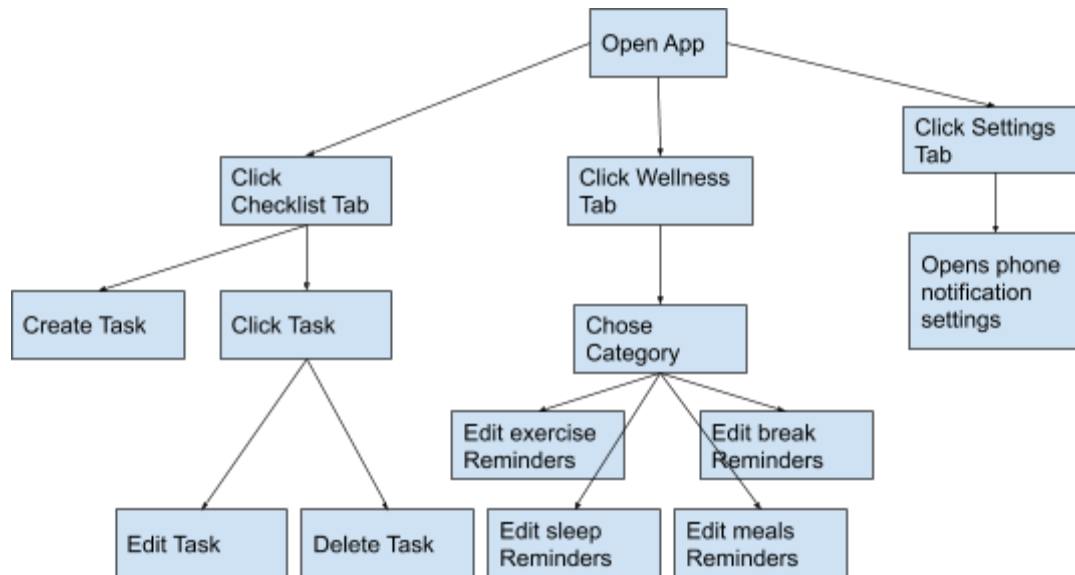 Open App
Click Settings
Tab
Click
Checklist Tab
Click Wellness
Tab
Opens phone
notification
settings
Create Task
Click Task
Chose
Category
Edit exercise
Reminders
Edit break
Reminders
Edit Task
Delete Task
Edit sleep
Reminders
Edit meals
Reminders